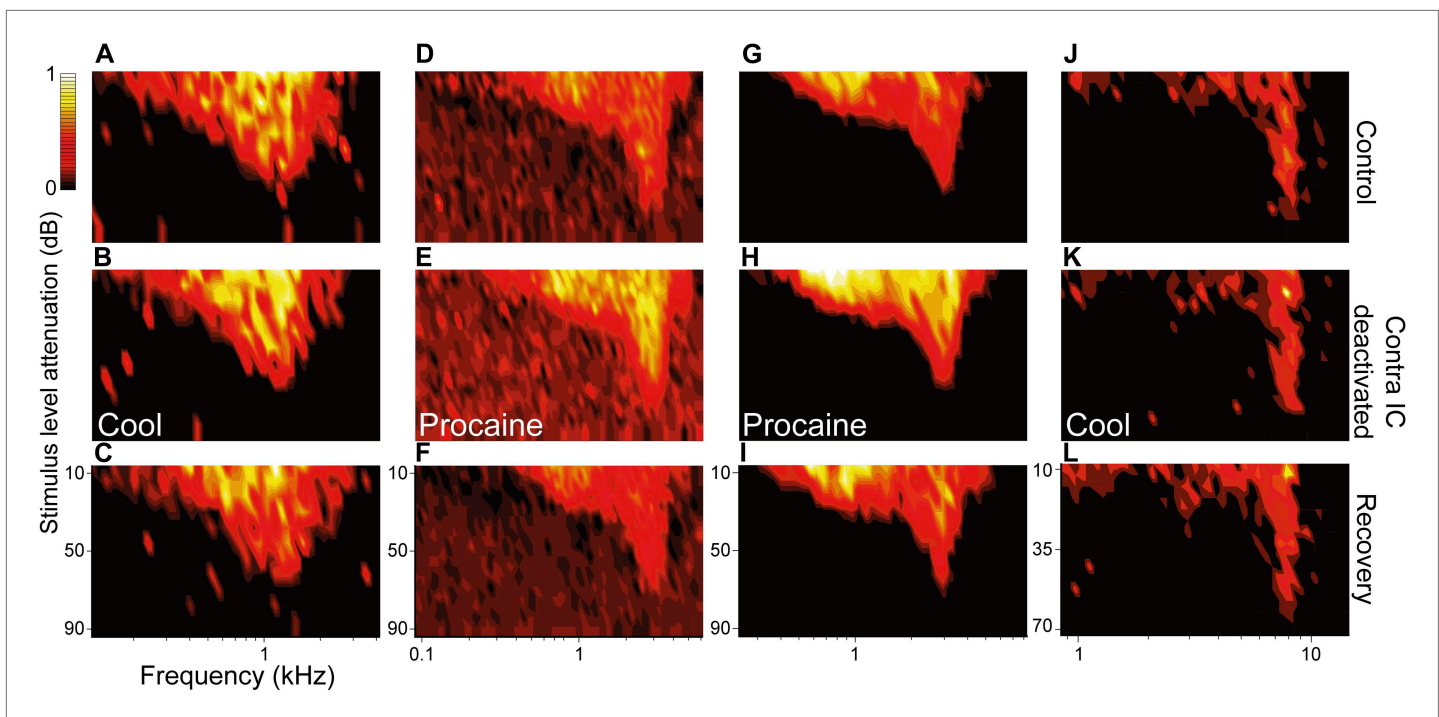 A
D
G
J
1
0
Control
Stimulus level attenuation (dB)
B
E
H
K
Cool
Procaine
Procaine
Cool
Contra IC
deactivated
C
F
I
L
10
50
90
10
50
90
10
50
90
10
35
70
Recovery
1
0.1
1
1
1
10
Frequency (kHz)